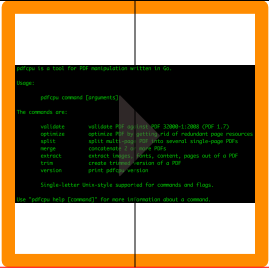 pdfcpu is a tool for PDF manipulation written in Go.
Usage:
pdfcpu command [arguments]
The commands are:
validate validate PDF against PDF 32000-1:2008 (PDF 1.7)
optimize optimize PDF by getting rid of redundant page resources
split split multi-page PDF into several single-page PDFs
merge concatenate 2 or more PDFs
extract extract images, fonts, content, pages out of a PDF
trim create trimmed version of a PDF
version print pdfcpu version
Single-letter Unix-style supported for commands and flags.
Use "pdfcpu help [command]" for more information about a command.